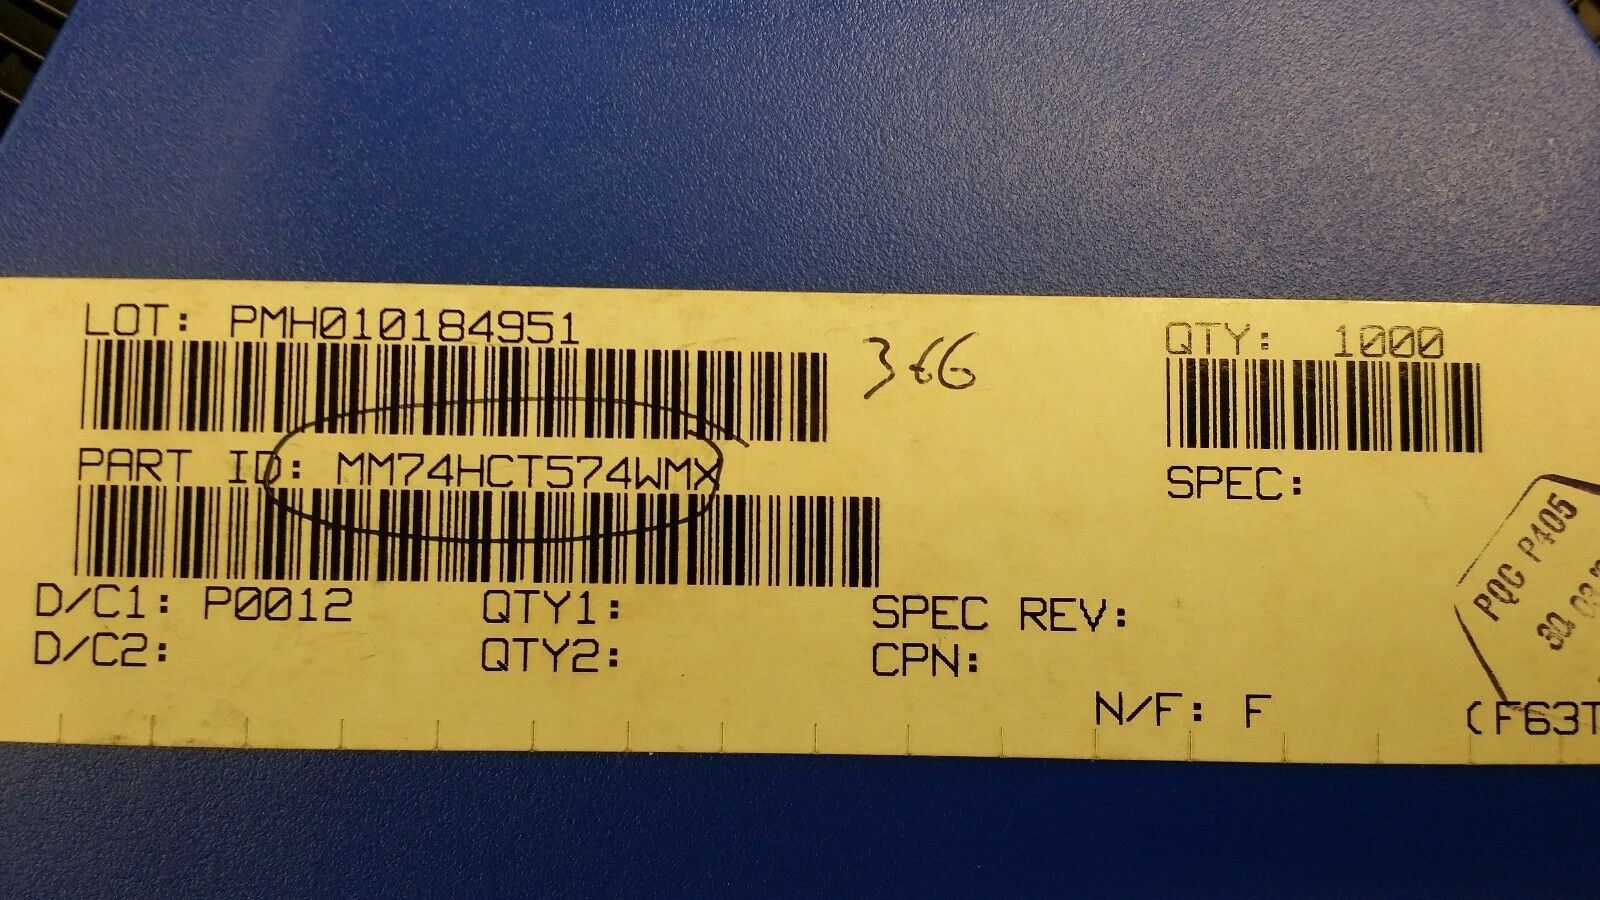 LOT: PMH010184951
366
QTY: 1000
PART ID: MM74HCT574WMX
SPEC:
PQC P405
D/C1: P0012 QTY1: SPEC REV:
D/C2: QTY2: CPN:
N/F: F (F63T